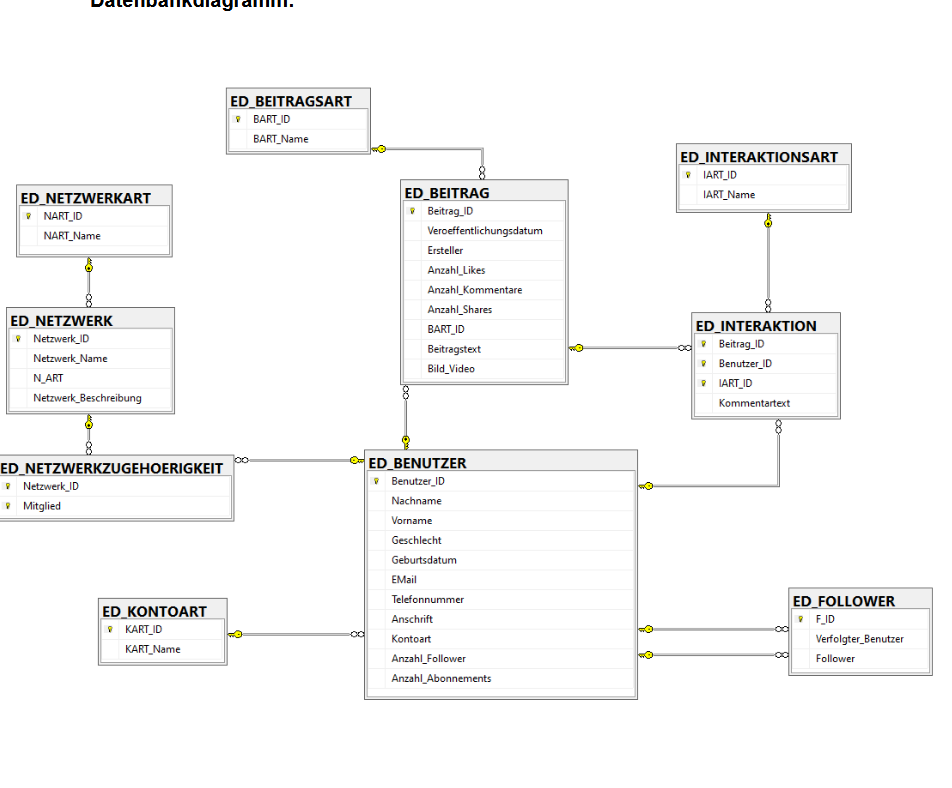 Datenbankdiagramm:
ED_BEITRAGSART
BART_ID
BART_Name
ED_INTERAKTIONSART
IART_ID
IART_Name
ED_NETZWERKART
NART_ID
NART_Name
ED_BEITRAG
Beitrag_ID
Veroeffentlichungsdatum
Ersteller
Anzahl_Likes
Anzahl_Kommentare
Anzahl_Shares
BART_ID
Beitragstext
Bild_Video
ED_NETZWERK
Netzwerk_ID
Netzwerk_Name
N_ART
Netzwerk_Beschreibung
ED_INTERAKTION
Beitrag_ID
Benutzer_ID
IART_ID
Kommentartext
ED_NETZWERKZUGEHOERIGKEIT
Netzwerk_ID
Mitglied
ED_BENUTZER
Benutzer_ID
Nachname
Vorname
Geschlecht
Geburtsdatum
EMail
Telefonnummer
Anschrift
Kontoart
Anzahl_Follower
Anzahl_Abonnements
ED_KONTOART
KART_ID
KART_Name
ED_FOLLOWER
F_ID
Verfolgter_Benutzer
Follower